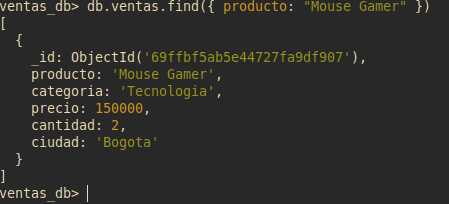 ventas_db> db.ventas.find({ producto: "Mouse Gamer" })
[
  {
    _id: ObjectId('69ffbf5ab5e44727fa9df907'),
    producto: 'Mouse Gamer',
    categoria: 'Tecnologia',
    precio: 150000,
    cantidad: 2,
    ciudad: 'Bogota'
  }
]
ventas_db>